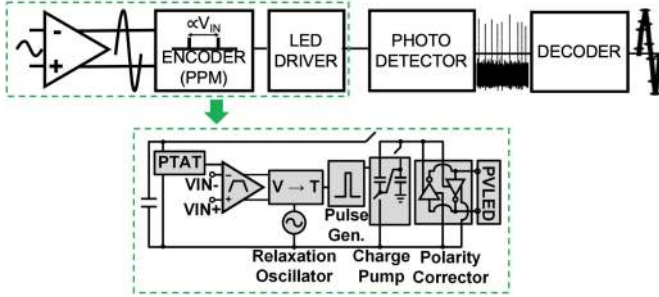 ∝V_IN
ENCODER
(PPM)
LED
DRIVER
PHOTO
DETECTOR
DECODER
PTAT
VIN-
VIN+
V → T
Pulse
Gen.
PVLED
Relaxation
Oscillator
Charge
Pump
Polarity
Corrector